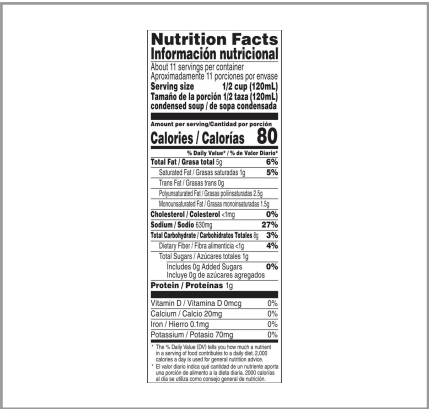 Nutrition Facts
Información nutricional
About 11 servings per container
Aproximadamente 11 porciones por envase
Serving size 1/2 cup (120mL)
Tamaño de la porción 1/2 taza (120mL)
condensed soup / de sopa condensada
Amount per serving/Cantidad por porción
Calories / Calorías 80
% Daily Value* / % de Valor Diario*
Total Fat / Grasa total 5g 6%
Saturated Fat / Grasas saturadas 1g 5%
Trans Fat / Grasas trans 0g
Polyunsaturated Fat / Grasas poliinsaturadas 2.5g
Monounsaturated Fat / Grasas monoinsaturadas 1.5g
Cholesterol / Colesterol <1mg 0%
Sodium / Sodio 630mg 27%
Total Carbohydrate / Carbohidratos Totales 8g 3%
Dietary Fiber / Fibra alimenticia <1g 4%
Total Sugars / Azúcares totales 1g
Includes 0g Added Sugars 0%
Incluye 0g de azúcares agregados
Protein / Proteínas 1g
Vitamin D / Vitamina D 0mcg 0%
Calcium / Calcio 20mg 0%
Iron / Hierro 0.1mg 0%
Potassium / Potasio 70mg 0%
* The % Daily Value (DV) tells you how much a nutrient
in a serving of food contributes to a daily diet. 2,000
calories a day is used for general nutrition advice.
* El valor diario indica qué cantidad de un nutriente aporta
una porción de alimento a la dieta diaria. 2000 calorías
al día se utiliza como consejo general de nutrición.